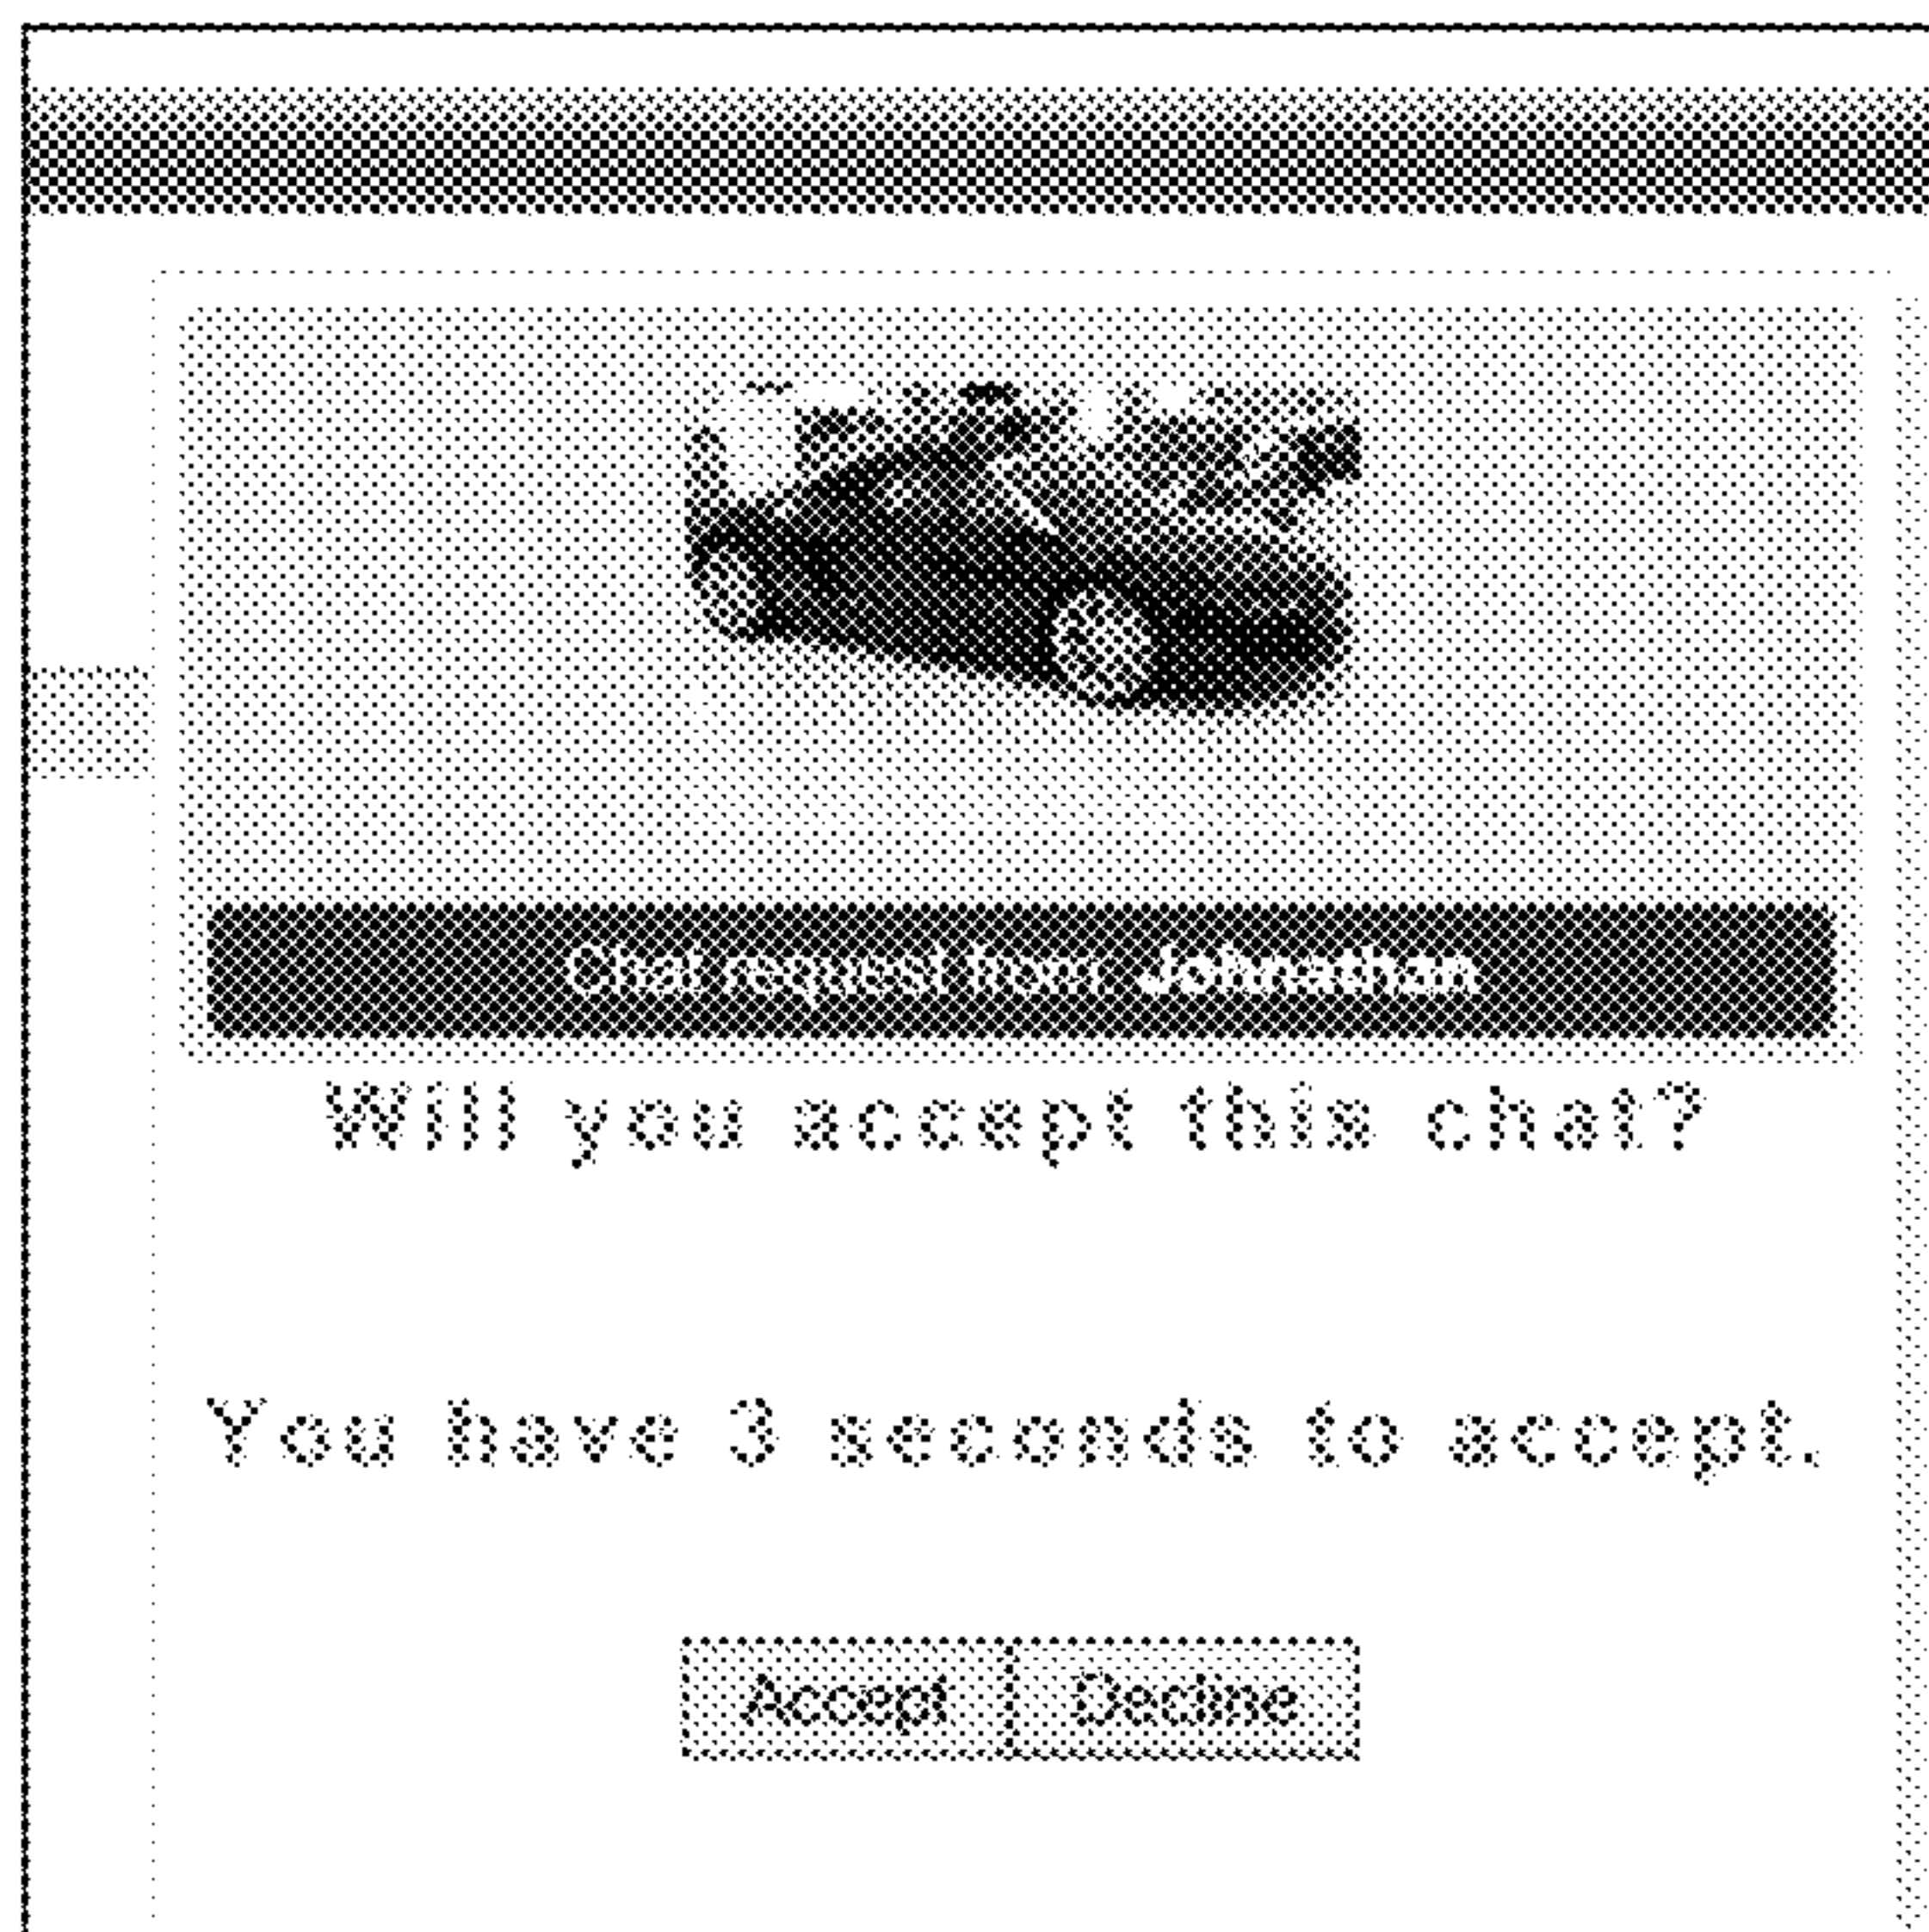 Chat request from Johnathan
Will you accept this chat?
You have 3 seconds to accept.
Accept Decline